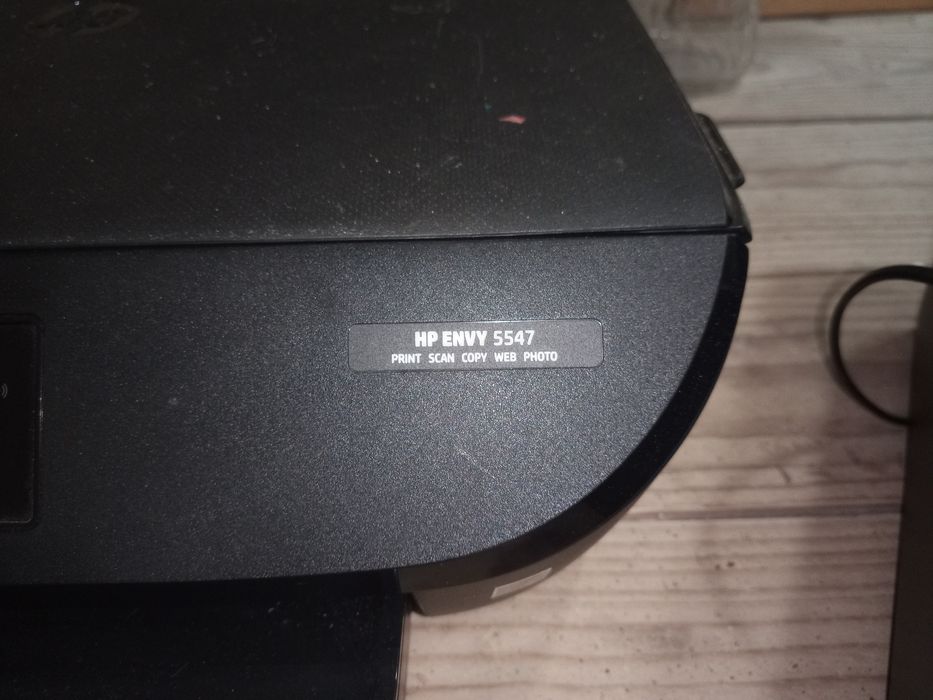 HP ENVY 5547
PRINT SCAN COPY WEB PHOTO